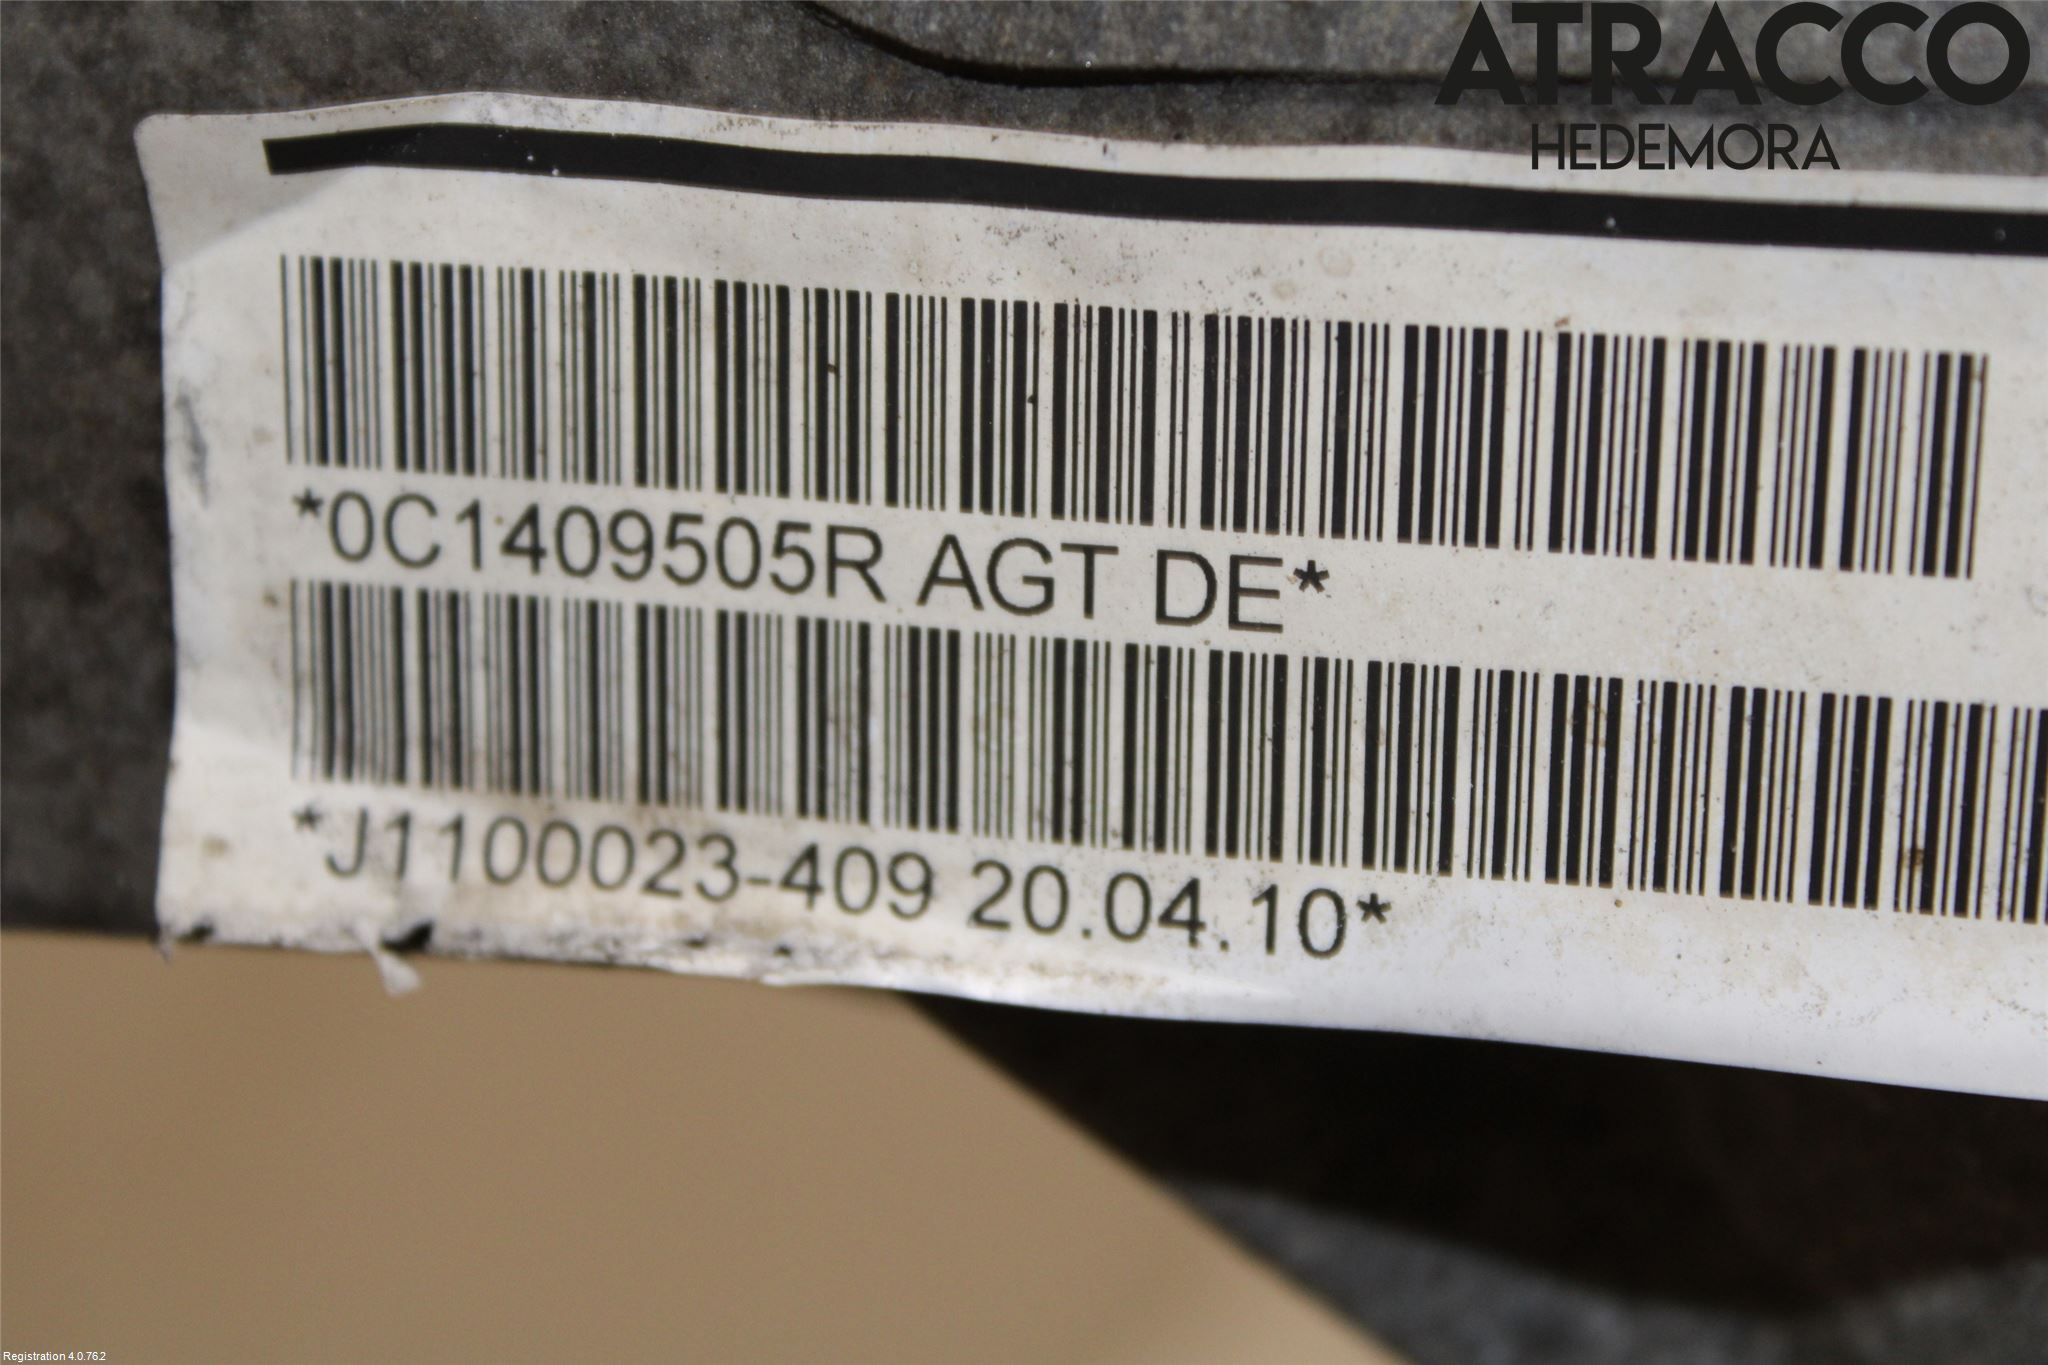 ATRACCO
HEDEMORA
*0C1409505R AGT DE*
*J1100023-409 20.04.10*
Registration 4.0.762